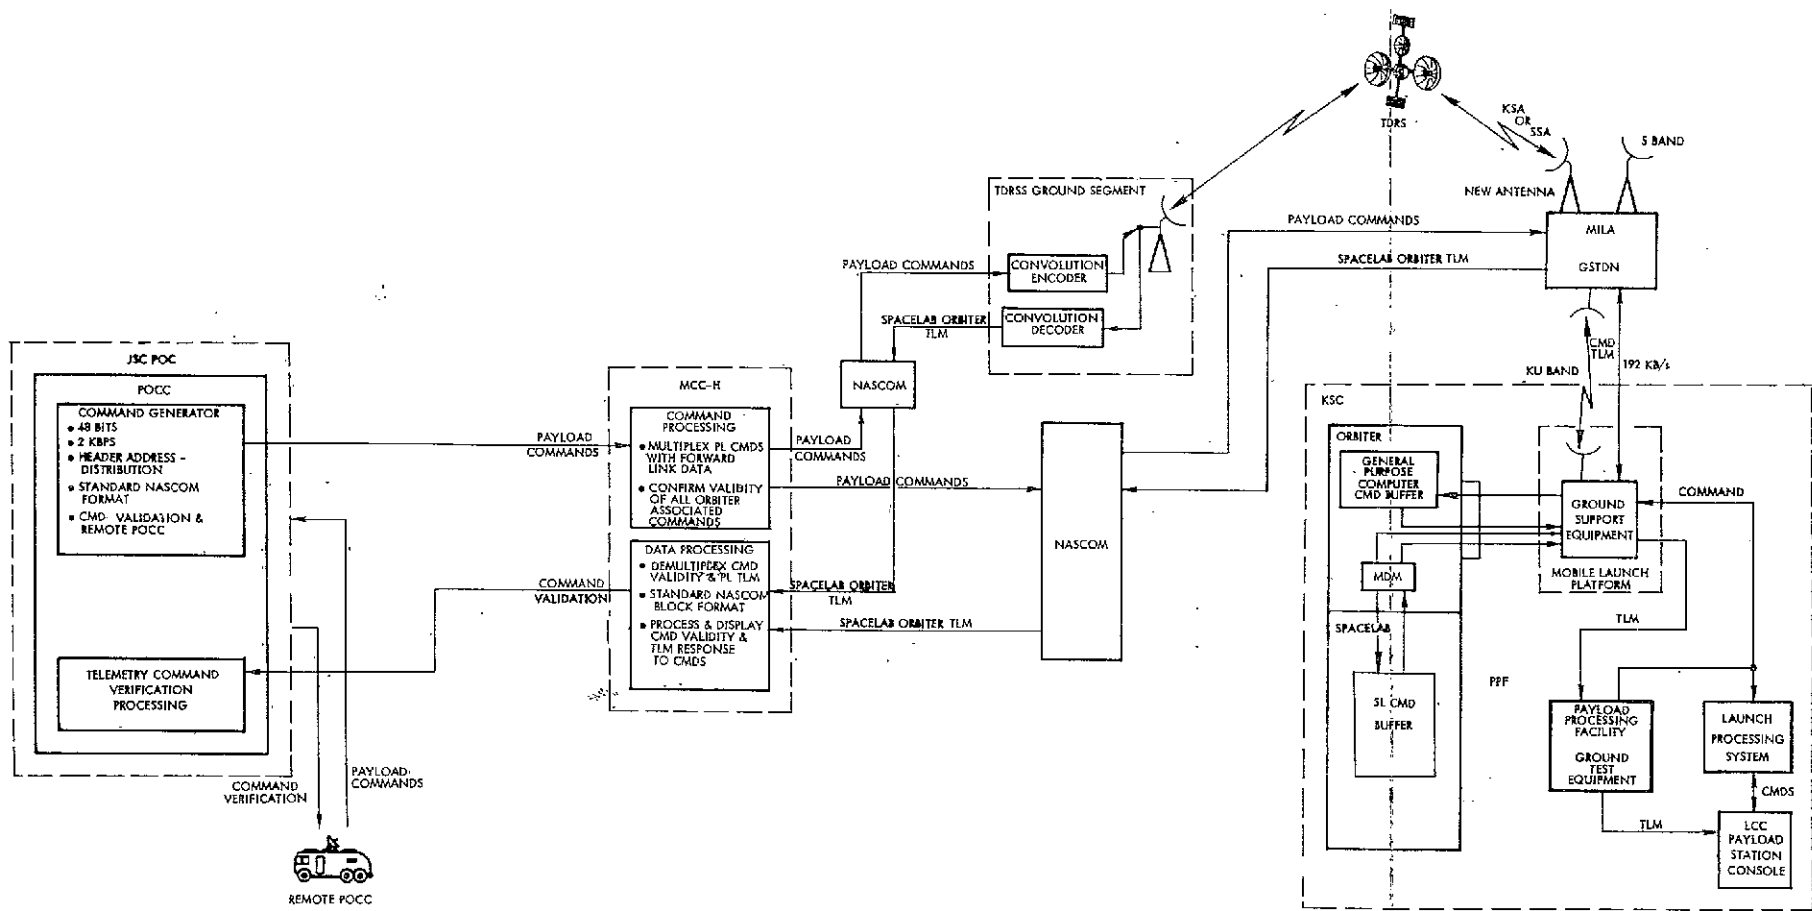 TDRS
KSA
OR
SSA
S BAND
NEW ANTENNA
MILA
GSTDN
TDRSS GROUND SEGMENT
CONVOLUTION
ENCODER
CONVOLUTION
DECODER
PAYLOAD COMMANDS
SPACELAB ORBITER
TLM
NASCOM
PAYLOAD COMMANDS
SPACELAB ORBITER TLM
JSC POC
POCC
COMMAND GENERATOR
• 48 BITS
• 2 KBPS
• HEADER ADDRESS -
DISTRIBUTION
• STANDARD NASCOM
FORMAT
• CMD VALIDATION &
REMOTE POCC
TELEMETRY COMMAND
VERIFICATION
PROCESSING
PAYLOAD
COMMANDS
COMMAND
VALIDATION
COMMAND
VERIFICATION
PAYLOAD
COMMANDS
REMOTE POCC
MCC-H
COMMAND
PROCESSING
• MULTIPLEX PL CMDS
WITH FORWARD
LINK DATA
• CONFIRM VALIDITY
OF ALL ORBITER
ASSOCIATED
COMMANDS
DATA PROCESSING
• DEMULTIPLEX CMD
VALIDITY & PL TLM
• STANDARD NASCOM
BLOCK FORMAT
• PROCESS & DISPLAY
CMD VALIDITY &
TLM RESPONSE
TO CMDS
PAYLOAD
COMMANDS
PAYLOAD COMMANDS
SPACELAB ORBITER
TLM
SPACELAB ORBITER TLM
NASCOM
CMD
TLM
192 KB/s
KU BAND
KSC
ORBITER
GENERAL
PURPOSE
COMPUTER
CMD BUFFER
MDM
SPACELAB
SL CMD
BUFFER
PPF
GROUND
SUPPORT
EQUIPMENT
MOBILE LAUNCH
PLATFORM
COMMAND
TLM
PAYLOAD
PROCESSING
FACILITY
GROUND
TEST
EQUIPMENT
LAUNCH
PROCESSING
SYSTEM
CMDS
TLM
LCC
PAYLOAD
STATION
CONSOLE